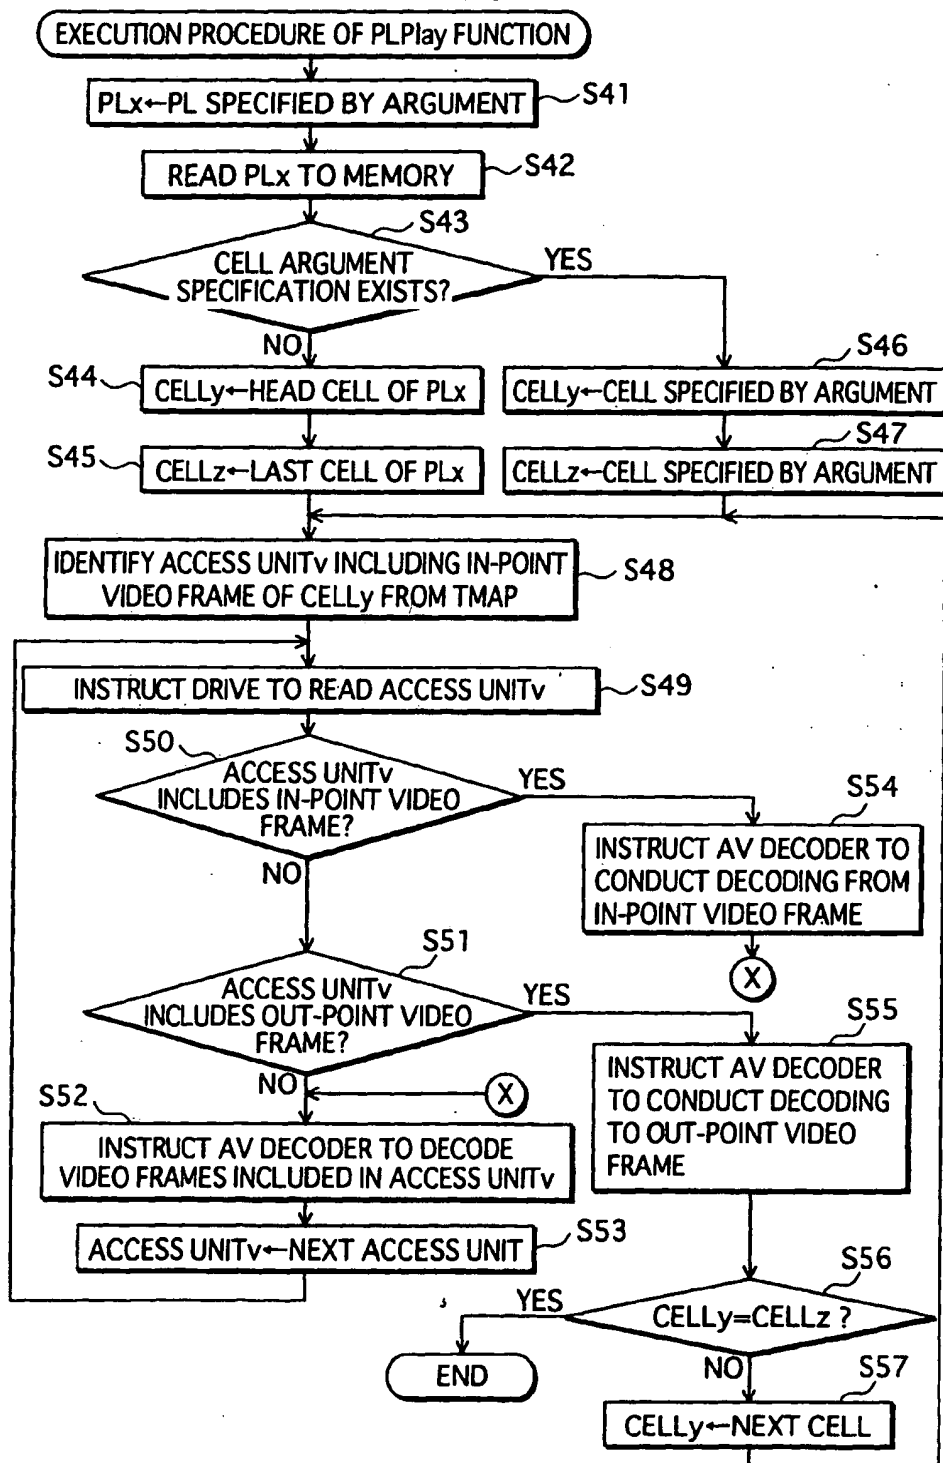 EXECUTION PROCEDURE OF PLPlay FUNCTION
PLx←PL SPECIFIED BY ARGUMENT
S41
READ PLx TO MEMORY
S42
S43
CELL ARGUMENT
SPECIFICATION EXISTS?
YES
NO
S44
CELLy←HEAD CELL OF PLx
S46
CELLy←CELL SPECIFIED BY ARGUMENT
S45
CELLz←LAST CELL OF PLx
S47
CELLz←CELL SPECIFIED BY ARGUMENT
IDENTIFY ACCESS UNITv INCLUDING IN-POINT
VIDEO FRAME OF CELLy FROM TMAP
S48
INSTRUCT DRIVE TO READ ACCESS UNITv
S49
S50
ACCESS UNITv
INCLUDES IN-POINT VIDEO
FRAME?
YES
NO
S54
INSTRUCT AV DECODER TO
CONDUCT DECODING FROM
IN-POINT VIDEO FRAME
X
S51
ACCESS UNITv
INCLUDES OUT-POINT VIDEO
FRAME?
YES
NO
X
S55
INSTRUCT AV DECODER
TO CONDUCT DECODING
TO OUT-POINT VIDEO
FRAME
S52
INSTRUCT AV DECODER TO DECODE
VIDEO FRAMES INCLUDED IN ACCESS UNITv
ACCESS UNITv←NEXT ACCESS UNIT
S53
S56
CELLy=CELLz ?
YES
NO
END
S57
CELLy←NEXT CELL